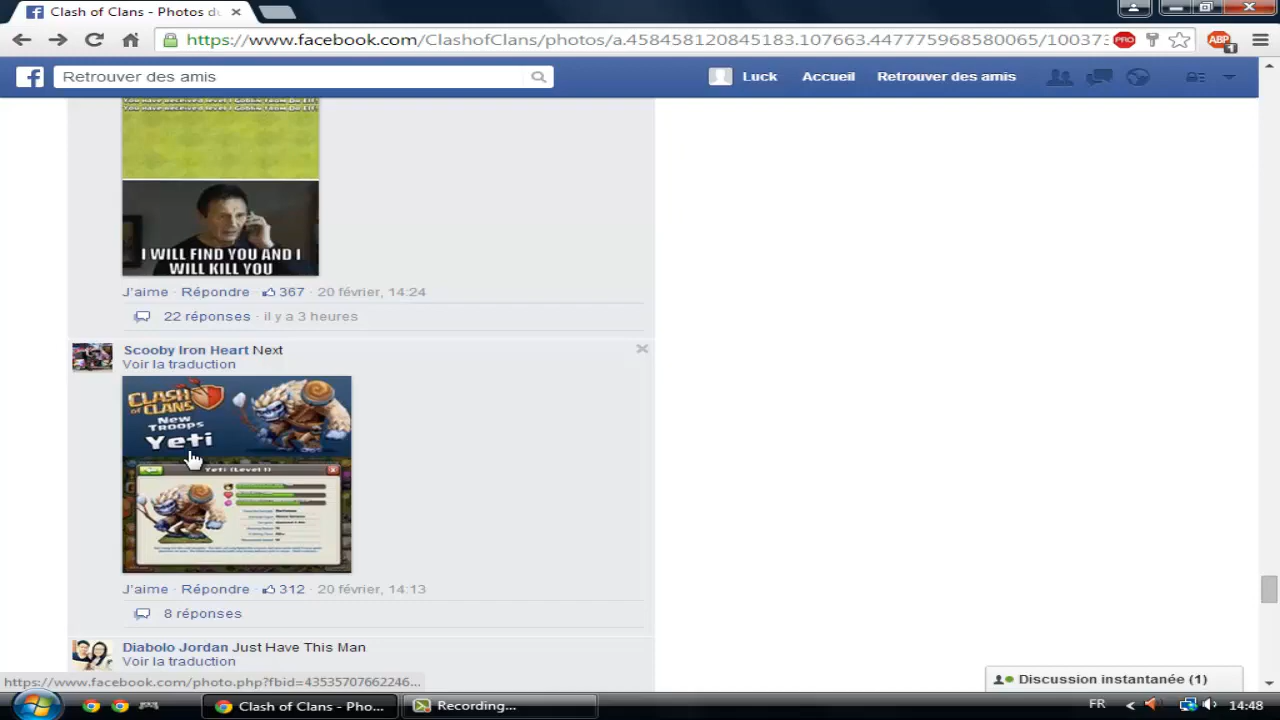 Clash of Clans - Photos du
https://www.facebook.com/ClashofClans/photos/a.458458120845183.107663.447775968580065/100373
PRO
ABP
1
Retrouver des amis
Luck
Accueil
Retrouver des amis
I WILL FIND YOU AND I
WILL KILL YOU
J'aime · Répondre · 367 · 20 février, 14:24
22 réponses · il y a 3 heures
Scooby Iron Heart Next
Voir la traduction
CLASH
OF CLANS
New
Troops
Yeti
Yeti (Level 1)
J'aime · Répondre · 312 · 20 février, 14:13
8 réponses
Diabolo Jordan Just Have This Man
Voir la traduction
https://www.facebook.com/photo.php?fbid=43535707662246...
Discussion instantanée (1)
Clash of Clans - Pho...
Recording...
FR
14:48